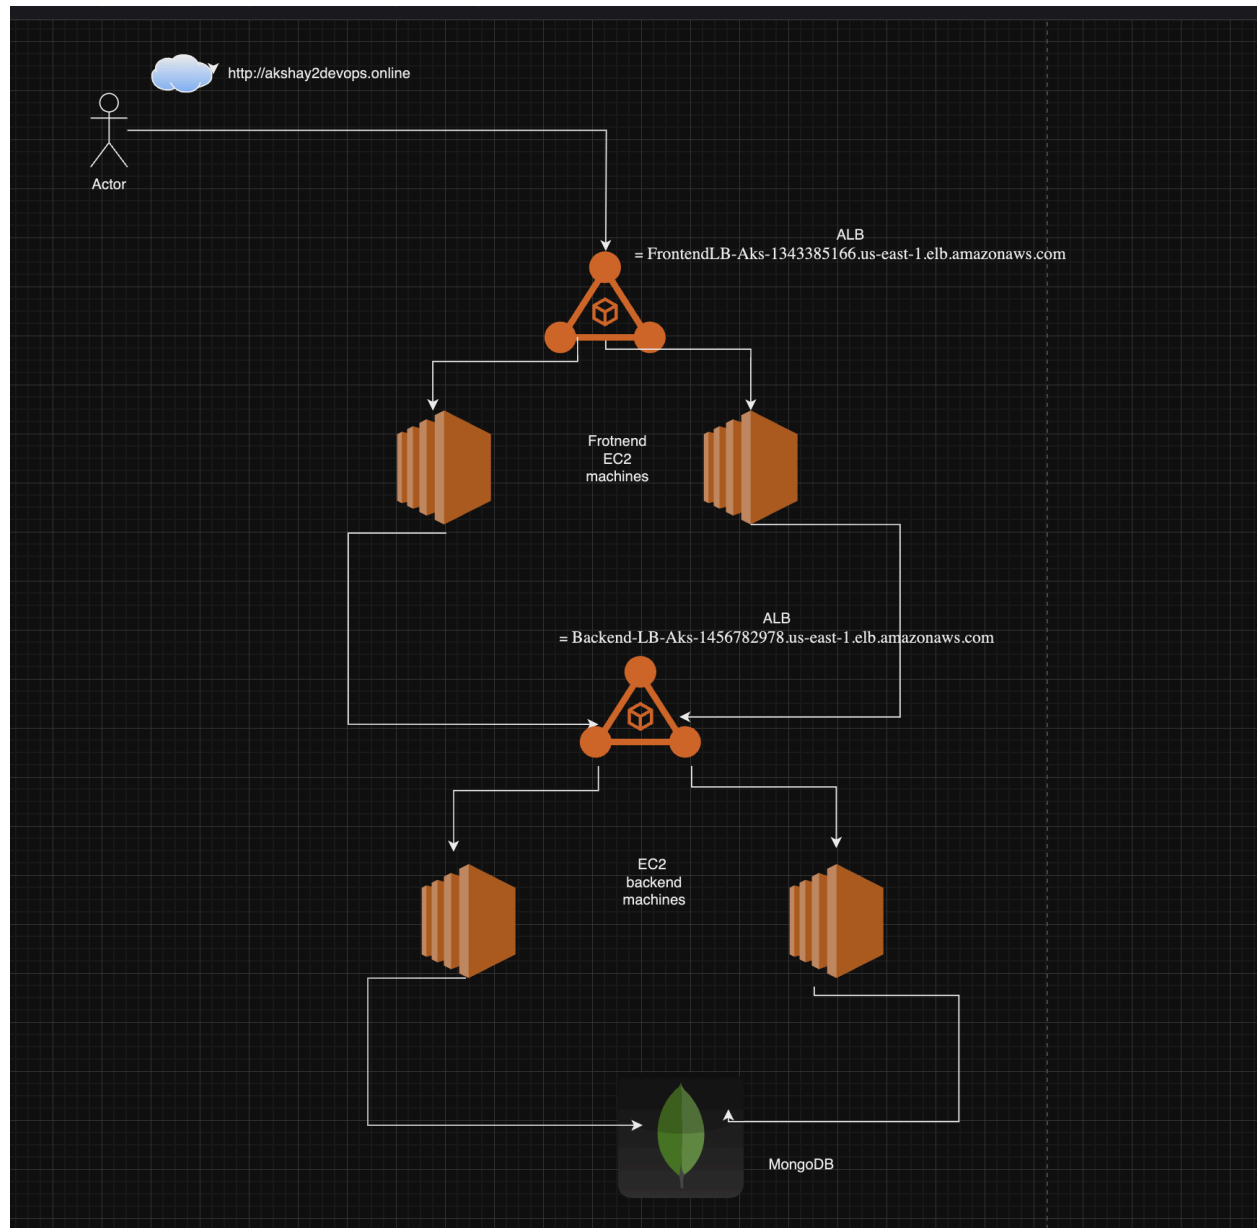 http://akshay2devops.online
Actor
ALB
= FrontendLB-Aks-1343385166.us-east-1.elb.amazonaws.com
Frotnend
EC2
machines
ALB
= Backend-LB-Aks-1456782978.us-east-1.elb.amazonaws.com
EC2
backend
machines
MongoDB